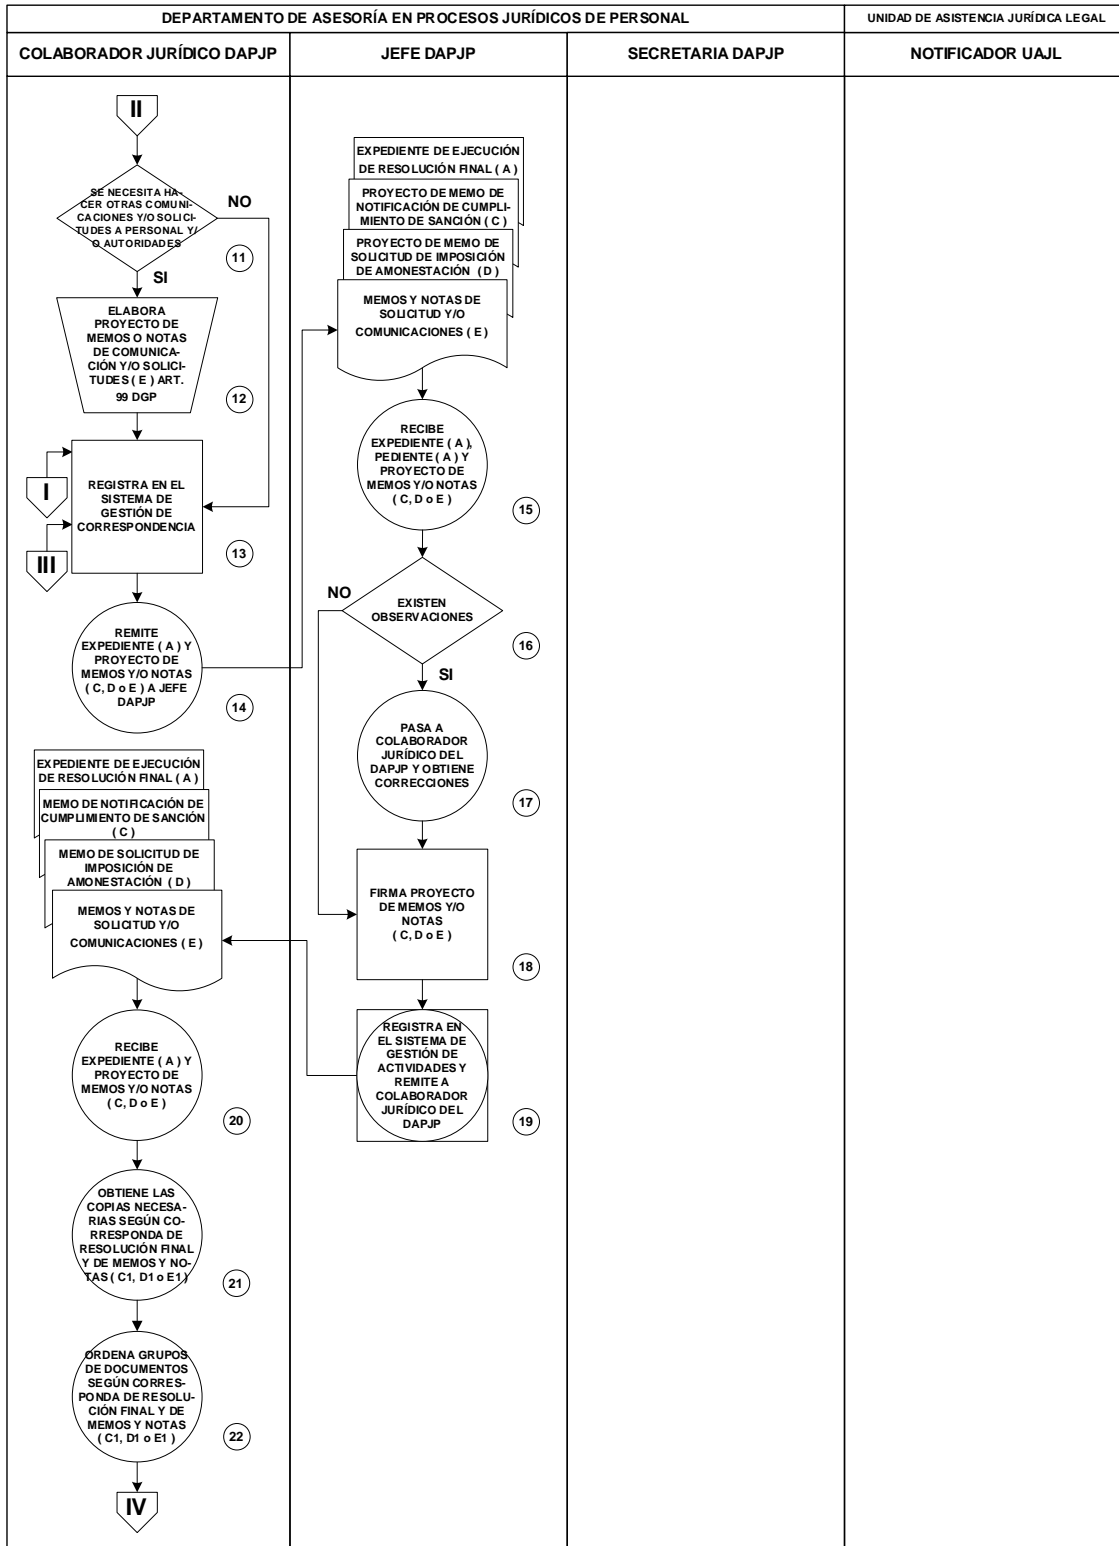 DEPARTAMENTO DE ASESORÍA EN PROCESOS JURÍDICOS DE PERSONAL
UNIDAD DE ASISTENCIA JURÍDICA LEGAL
COLABORADOR JURÍDICO DAPJP
JEFE DAPJP
SECRETARIA DAPJP
NOTIFICADOR UAJL
II
SE NECESITA HA-
CER OTRAS COMUNI-
CACIONES Y/O SOLICI-
TUDES A PERSONAL Y/
O AUTORIDADES
NO
11
SI
ELABORA
PROYECTO DE
MEMOS O NOTAS
DE COMUNICA-
CIÓN Y/O SOLICI-
TUDES ( E ) ART.
99 DGP
12
I
REGISTRA EN EL
SISTEMA DE
GESTIÓN DE
CORRESPONDENCIA
III
13
REMITE
EXPEDIENTE ( A ) Y
PROYECTO DE
MEMOS Y/O NOTAS
( C, D o E ) A JEFE
DAPJP
14
EXPEDIENTE DE EJECUCIÓN
DE RESOLUCIÓN FINAL ( A )
PROYECTO DE MEMO DE
NOTIFICACIÓN DE CUMPLI-
MIENTO DE SANCIÓN ( C )
PROYECTO DE MEMO DE
SOLICITUD DE IMPOSICIÓN
DE AMONESTACIÓN ( D )
MEMOS Y NOTAS DE
SOLICITUD Y/O
COMUNICACIONES ( E )
RECIBE
EXPEDIENTE ( A ),
PEDIENTE ( A ) Y
PROYECTO DE
MEMOS Y/O NOTAS
( C, D o E )
15
NO
EXISTEN
OBSERVACIONES
16
SI
PASA A
COLABORADOR
JURÍDICO DEL
DAPJP Y OBTIENE
CORRECCIONES
17
FIRMA PROYECTO
DE MEMOS Y/O
NOTAS
( C, D o E )
18
REGISTRA EN
EL SISTEMA DE
GESTIÓN DE
ACTIVIDADES Y
REMITE A
COLABORADOR
JURÍDICO DEL
DAPJP
19
EXPEDIENTE DE EJECUCIÓN
DE RESOLUCIÓN FINAL ( A )
MEMO DE NOTIFICACIÓN DE
CUMPLIMIENTO DE SANCIÓN
( C )
MEMO DE SOLICITUD DE
IMPOSICIÓN DE
AMONESTACIÓN ( D )
MEMOS Y NOTAS DE
SOLICITUD Y/O
COMUNICACIONES ( E )
RECIBE
EXPEDIENTE ( A ) Y
PROYECTO DE
MEMOS Y/O NOTAS
( C, D o E )
20
OBTIENE LAS
COPIAS NECESA-
RIAS SEGÚN CO-
RRESPONDA DE
RESOLUCIÓN FINAL
Y DE MEMOS Y NO-
TAS ( C1, D1 o E1 )
21
ORDENA GRUPOS
DE DOCUMENTOS
SEGÚN CORRES-
PONDA DE RESOLU-
CIÓN FINAL Y DE
MEMOS Y NOTAS
( C1, D1 o E1 )
22
IV